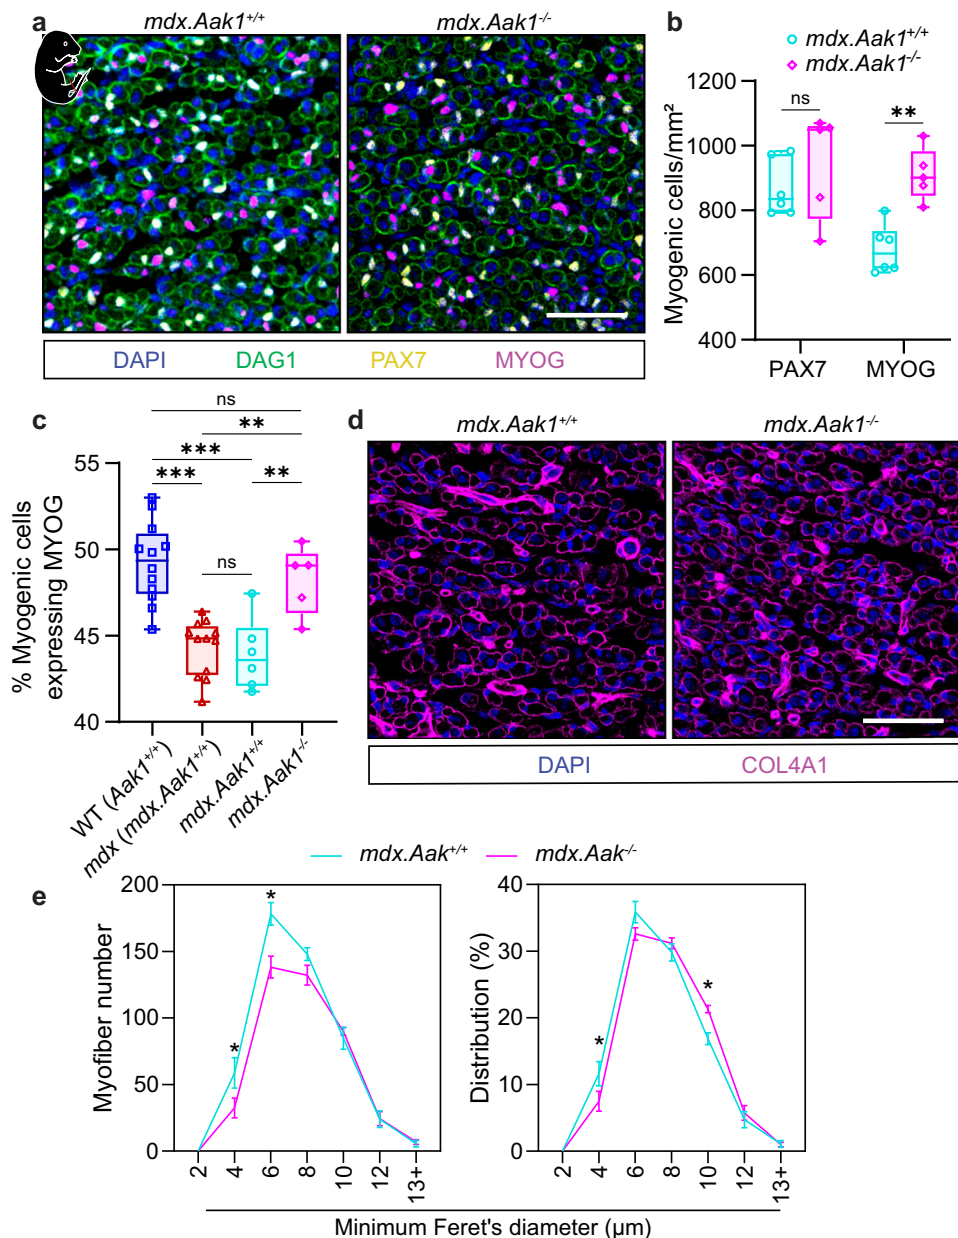 a
mdx.Aak1+/+
mdx.Aak1-/-
DAPI DAG1 PAX7 MYOG
b
mdx.Aak1+/+
mdx.Aak1-/-
Myogenic cells/mm²
1200
1000
800
600
400
ns
**
PAX7 MYOG
c
ns
**
***
***
**
ns
% Myogenic cells
expressing MYOG
55
50
45
40
WT (Aak1+/+)
mdx (mdx.Aak1+/+)
mdx.Aak1+/+
mdx.Aak1-/-
d
mdx.Aak1+/+
mdx.Aak1-/-
DAPI COL4A1
e
mdx.Aak+/+
mdx.Aak-/-
Myofiber number
200
150
100
50
0
*
*
2 4 6 8 10 12 13+
Distribution (%)
40
30
20
10
0
*
*
2 4 6 8 10 12 13+
Minimum Feret's diameter (µm)